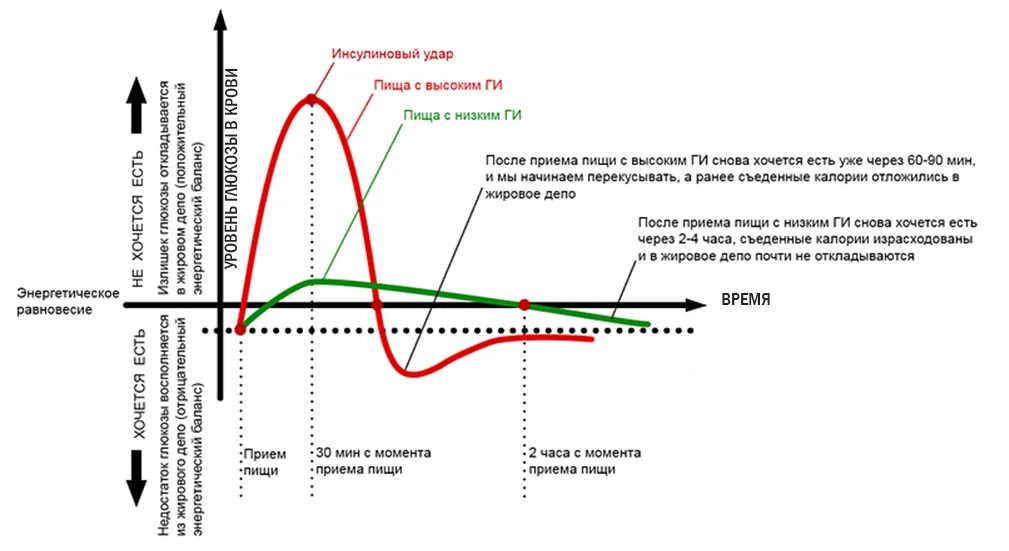 Инсулиновый удар
Пища с высоким ГИ
Пища с низким ГИ
После приема пищи с высоким ГИ снова хочется есть уже через 60-90 мин,
и мы начинаем перекусывать, а ранее съеденные калории отложились в
жировое депо
После приема пищи с низким ГИ снова хочется есть
через 2-4 часа, съеденные калории израсходованы
и в жировое депо почти не откладываются
УРОВЕНЬ ГЛЮКОЗЫ В КРОВИ
НЕ ХОЧЕТСЯ ЕСТЬ
Излишек глюкозы откладывается
в жировом депо (положительный
энергетический баланс)
Энергетическое
равновесие
ВРЕМЯ
ХОЧЕТСЯ ЕСТЬ
Недостаток глюкозы восполняется
из жирового депо (отрицательный
энергетический баланс)
Прием
пищи
30 мин с момента
приема пищи
2 часа с момента
приема пищи